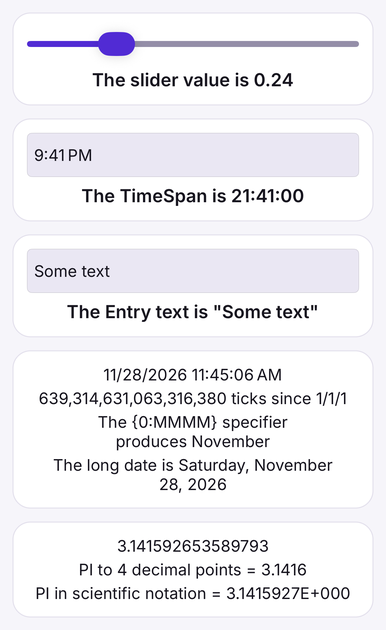 The slider value is 0.24
9:41 PM
The TimeSpan is 21:41:00
Some text
The Entry text is "Some text"
11/28/2026 11:45:06 AM
639,314,631,063,316,380 ticks since 1/1/1
The {0:MMMM} specifier
produces November
The long date is Saturday, November
28, 2026
3.141592653589793
PI to 4 decimal points = 3.1416
PI in scientific notation = 3.1415927E+000